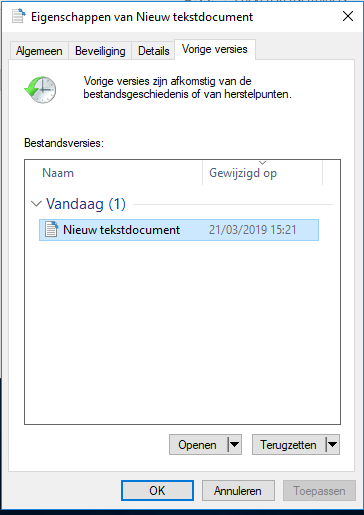 Eigenschappen van Nieuw tekstdocument
Algemeen Beveiliging Details Vorige versies
Vorige versies zijn afkomstig van de
bestandsgeschiedenis of van herstelpunten.
Bestandsversies:
Naam Gewijzigd op
Vandaag (1)
Nieuw tekstdocument 21/03/2019 15:21
Openen Terugzetten
OK Annuleren Toepassen